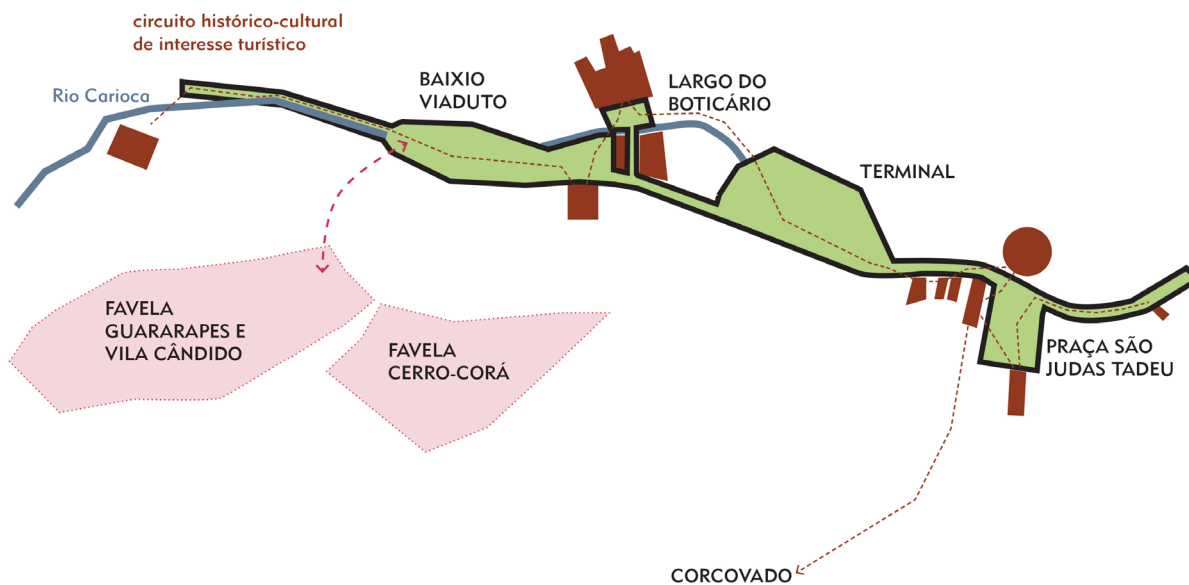 circuito histórico-cultural
de interesse turístico
Rio Carioca
BAIXIO
VIADUTO
LARGO DO
BOTICÁRIO
TERMINAL
FAVELA
GUARARAPES E
VILA CÂNDIDO
FAVELA
CERRO-CORÁ
PRAÇA SÃO
JUDAS TADEU
CORCOVADO